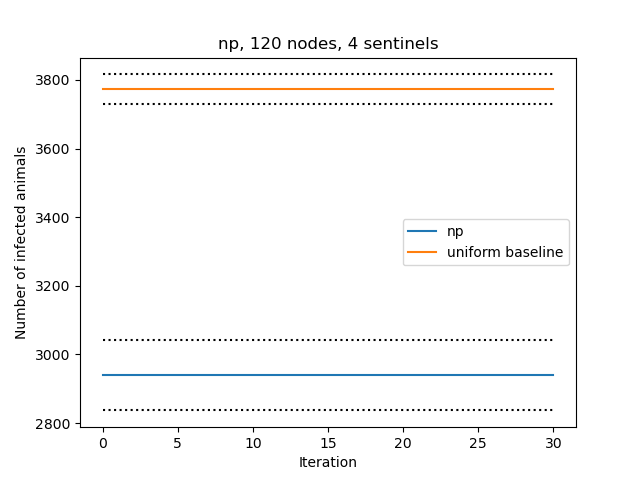 np, 120 nodes, 4 sentinels
3800
3600
3400
3200
3000
2800
Number of infected animals
np
uniform baseline
0 5 10 15 20 25 30
Iteration